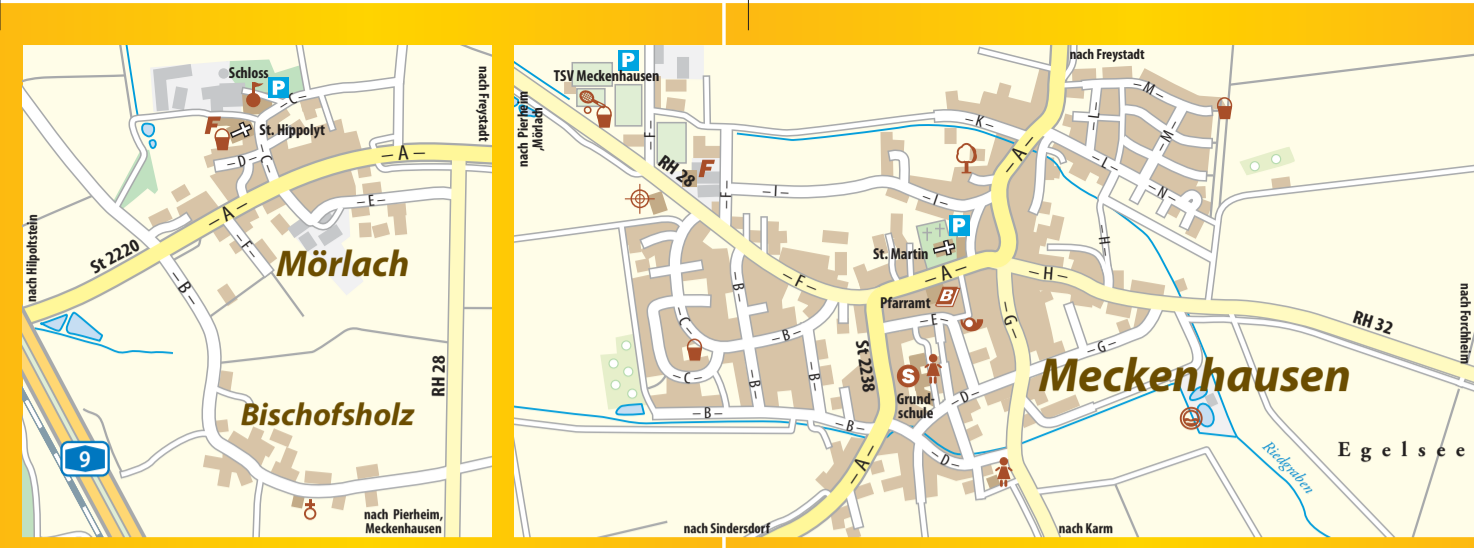 Schloss
P
C
nach Freystadt
F
St. Hippolyt
D
C
A
E
A
F
nach Hilpoltstein
St 2220
Mörlach
B
RH 28
Bischofsholz
9
nach Pierheim,
Meckenhausen
P
TSV Meckenhausen
nach Pierheim
,Mörlach
F
RH 28
F
F
I
I
K
A
nach Freystadt
M
L
M
L
N
P
St. Martin
A
H
H
F
Pfarramt
B
E
G
B
C
B
C
B
B
B
B
St 2238
S
Grund-
schule
D
D
G
A
Meckenhausen
RH 32
nach Forchheim
Egelsee
Riedgraben
nach Sindersdorf
nach Karm